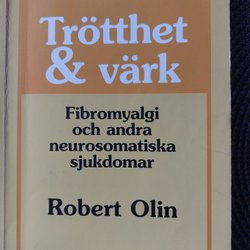 Trötthet
& värk
Fibromyalgi
och andra
neurosomatiska
sjukdomar
Robert Olin